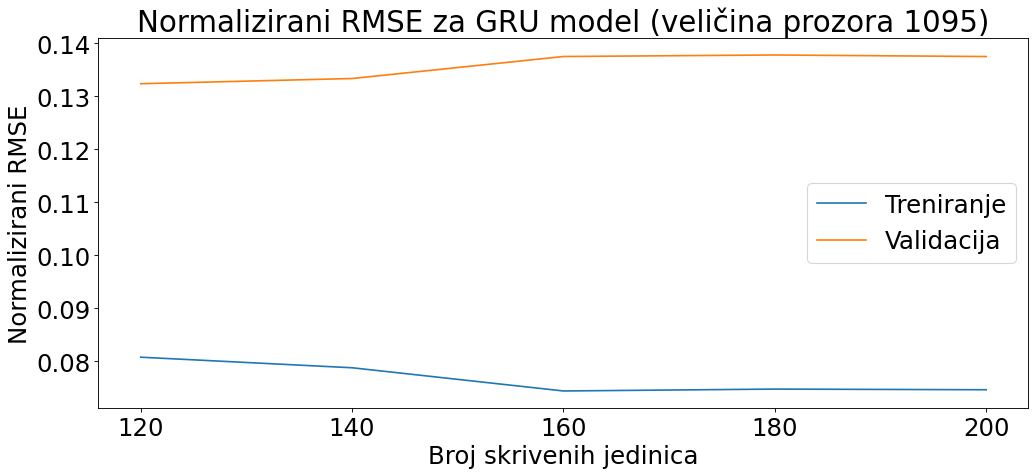 Normalizirani RMSE za GRU model (veličina prozora 1095)
Normalizirani RMSE
0.14
0.13
0.12
0.11
0.10
0.09
0.08
Treniranje
Validacija
120 140 160 180 200
Broj skrivenih jedinica